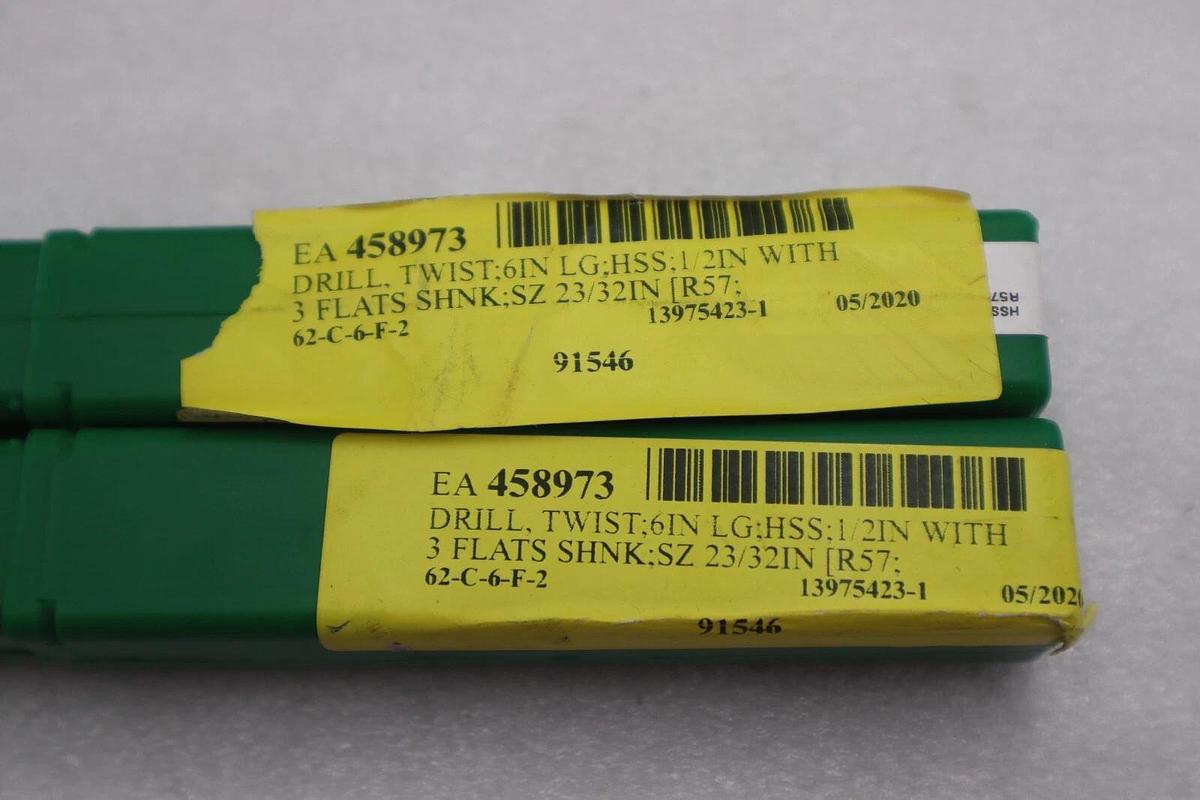 EA 458973
DRILL, TWIST;6IN LG;HSS;1/2IN WITH
3 FLATS SHNK;SZ 23/32IN [R57;
62-C-6-F-2 13975423-1 05/2020
91546
HSS
R57
EA 458973
DRILL, TWIST;6IN LG;HSS;1/2IN WITH
3 FLATS SHNK;SZ 23/32IN [R57;
62-C-6-F-2 13975423-1 05/2020
91546